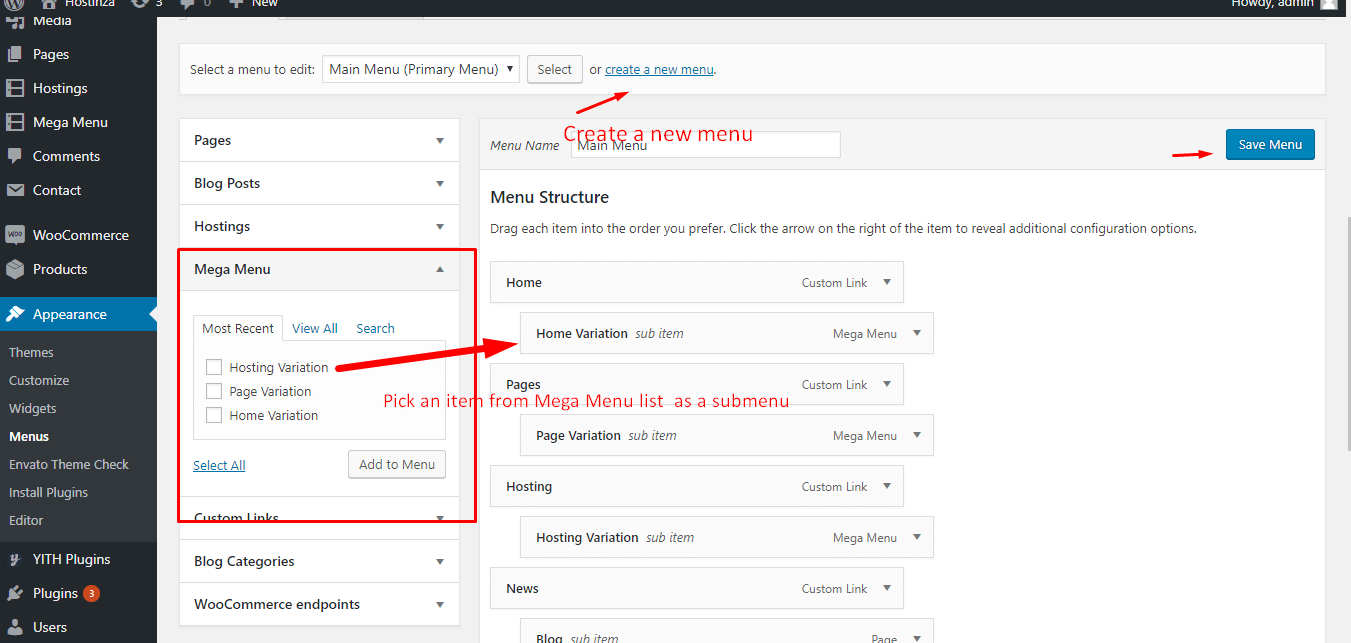 Hostinza 3 0 New Howdy, admin
Media
Pages
Hostings
Mega Menu
Comments
Contact
WooCommerce
Products
Appearance
Themes
Customize
Widgets
Menus
Envato Theme Check
Install Plugins
Editor
YITH Plugins
Plugins 3
Users
Select a menu to edit: Main Menu (Primary Menu) Select or create a new menu.
Create a new menu
Pages
Blog Posts
Hostings
Mega Menu
Most Recent View All Search
Hosting Variation
Page Variation
Home Variation
Select All Add to Menu
Custom Links
Blog Categories
WooCommerce endpoints
Menu Name Main Menu Save Menu
Menu Structure
Drag each item into the order you prefer. Click the arrow on the right of the item to reveal additional configuration options.
Home Custom Link
Home Variation sub item Mega Menu
Pages Custom Link
Pick an item from Mega Menu list as a submenu
Page Variation sub item Mega Menu
Hosting Custom Link
Hosting Variation sub item Mega Menu
News Custom Link
Blog sub item Page